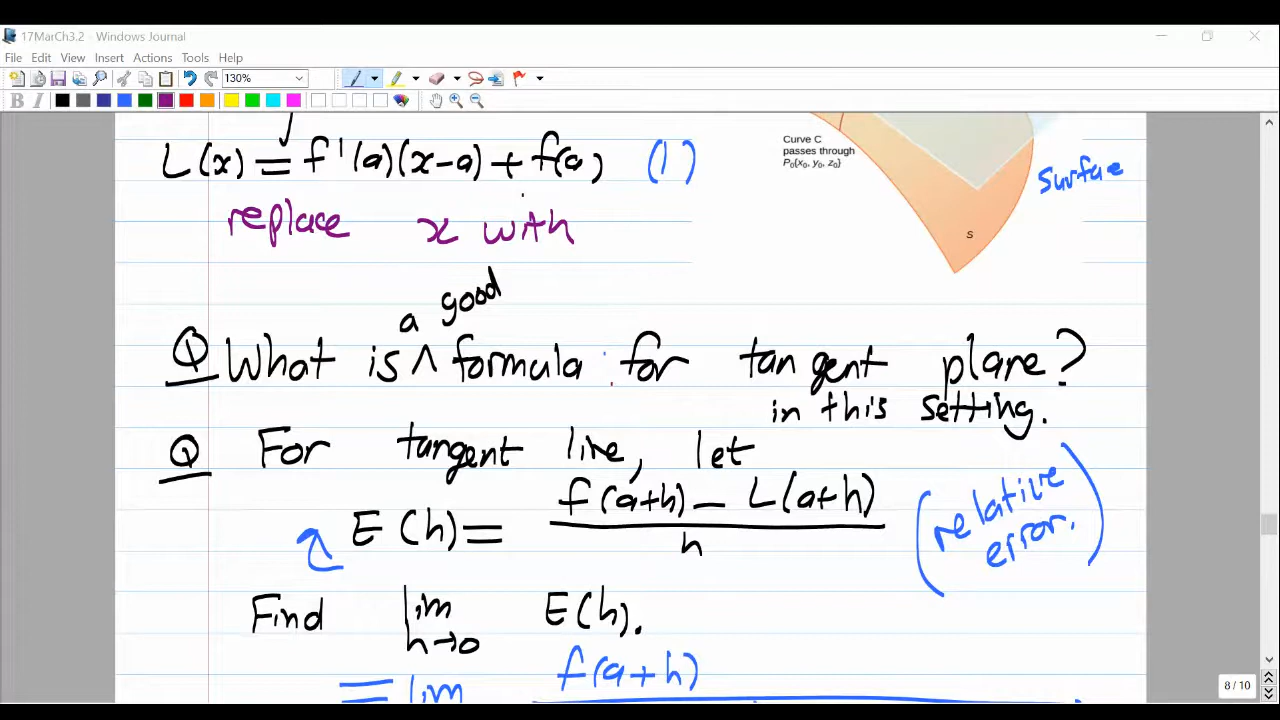 17MarCh3.2 - Windows Journal
File Edit View Insert Actions Tools Help
130%
B I
L(x) = f'(a)(x-a) + f(a) (1)
replace x with
Curve C
passes through
P₀(x₀, y₀, z₀)
Surface
S
a good
Q What is ^ formula for tangent plane?
in this setting.
Q For tangent line, let
E(h) = \frac{f(a+h) - L(a+h)}{h} (relative error.)
Find lim h→0 E(h).
= lim f(a+h)
8 / 10